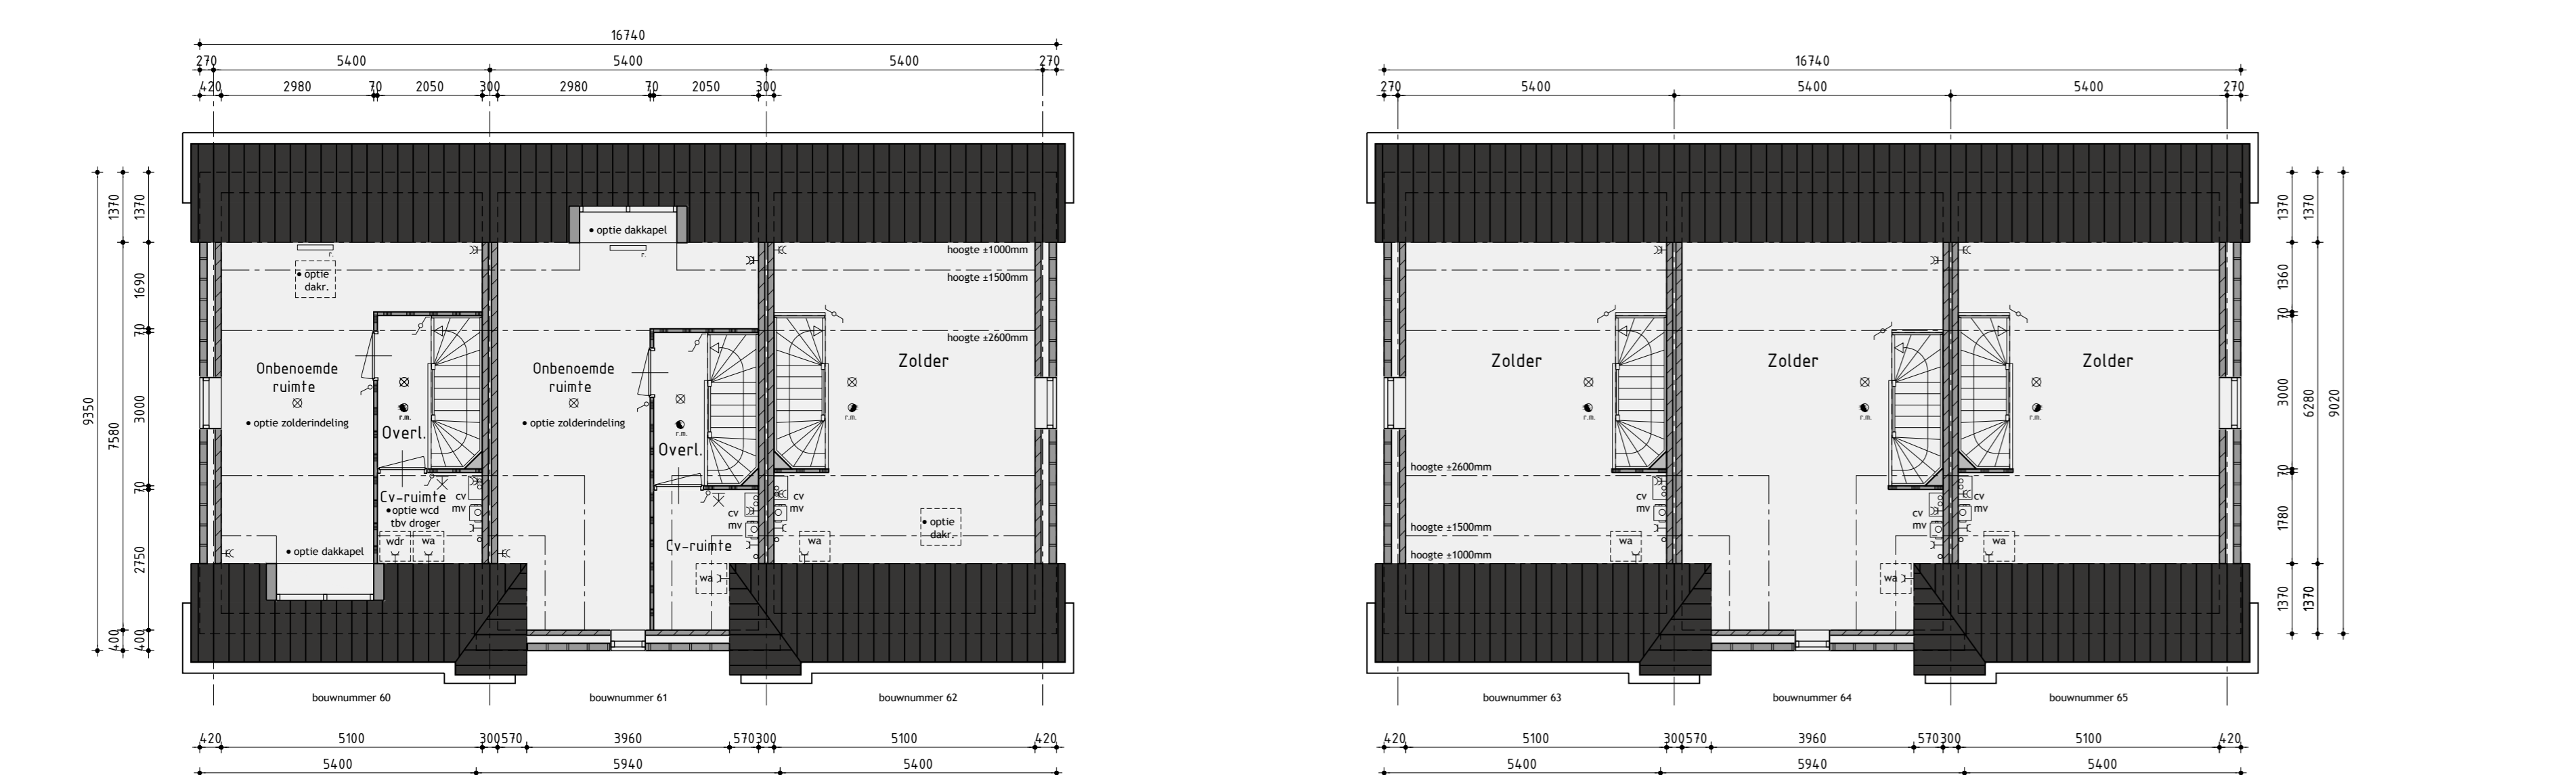 16740
270 5400 5400 5400 270
420 2980 70 2050 300 2980 70 2050 300
1370 1370
1690
70
3000
70
2750
400 400
9350
7580
• optie dakkapel
r.
r.
• optie
dakr.
hoogte ±1000mm
hoogte ±1500mm
hoogte ±2600mm
Onbenoemde
ruimte
• optie zolderindeling
r.m.
Overl.
Cv-ruimte
• optie wcd
tbv droger
cv
mv
wdr wa
• optie dakkapel
Onbenoemde
ruimte
• optie zolderindeling
r.m.
Overl.
cv
mv
Cv-ruimte
wa
Zolder
r.m.
cv
mv
wa
• optie
dakr.
bouwnummer 60 bouwnummer 61 bouwnummer 62
420 5100 300 570 3960 570 300 5100 420
5400 5940 5400
16740
270 5400 5400 5400 270
Zolder Zolder Zolder
r.m. r.m. r.m.
hoogte ±2600mm
hoogte ±1500mm
hoogte ±1000mm
cv
mv
wa
cv
mv
wa
cv
mv
wa
1370 1370
1360
70
3000
6280
9020
70
1780
1370 1370
bouwnummer 63 bouwnummer 64 bouwnummer 65
420 5100 300 570 3960 570 300 5100 420
5400 5940 5400